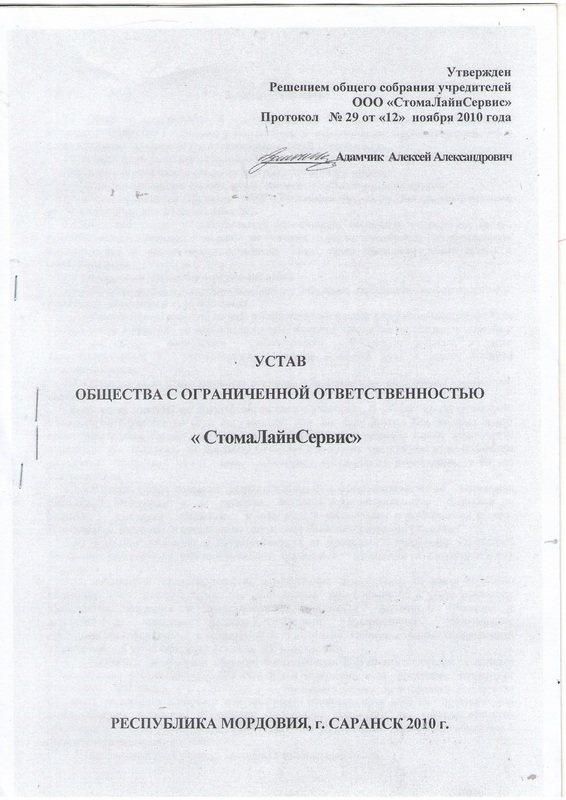 Утвержден
Решением общего собрания учредителей
ООО «СтомаЛайнСервис»
Протокол № 29 от «12» ноября 2010 года
Адамчик Алексей Александрович
УСТАВ
ОБЩЕСТВА С ОГРАНИЧЕННОЙ ОТВЕТСТВЕННОСТЬЮ
« СтомаЛайнСервис»
РЕСПУБЛИКА МОРДОВИЯ, г. САРАНСК 2010 г.